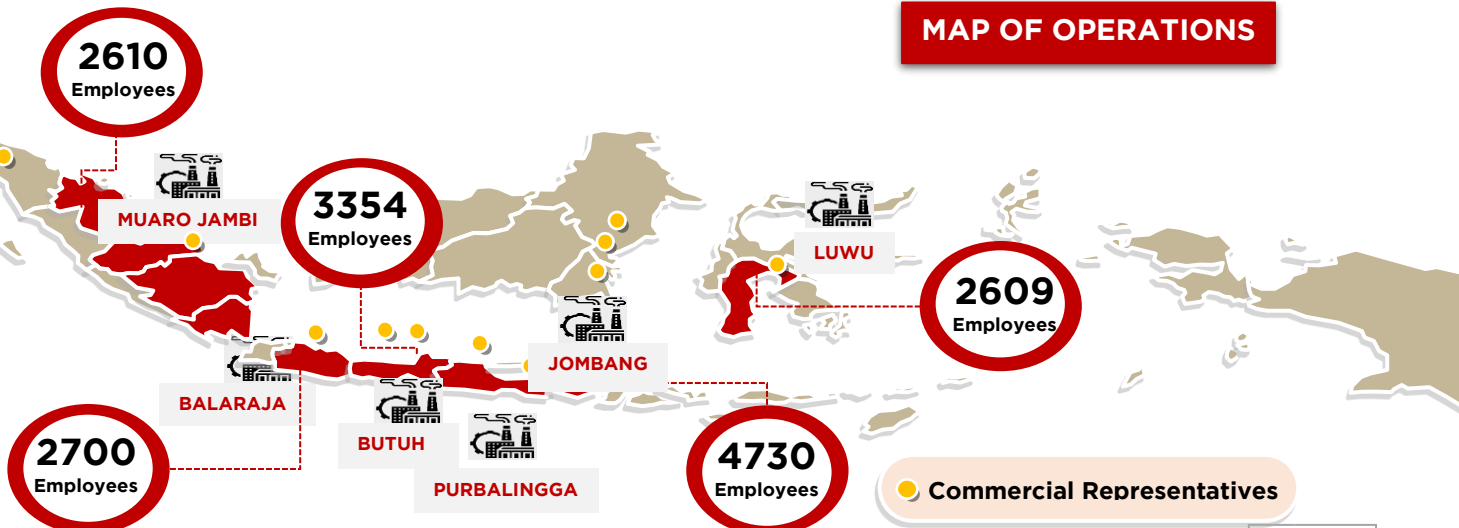 MAP OF OPERATIONS
2610
Employees
MUARO JAMBI
3354
Employees
LUWU
2609
Employees
JOMBANG
BALARAJA
BUTUH
2700
Employees
4730
Employees
PURBALINGGA
Commercial Representatives